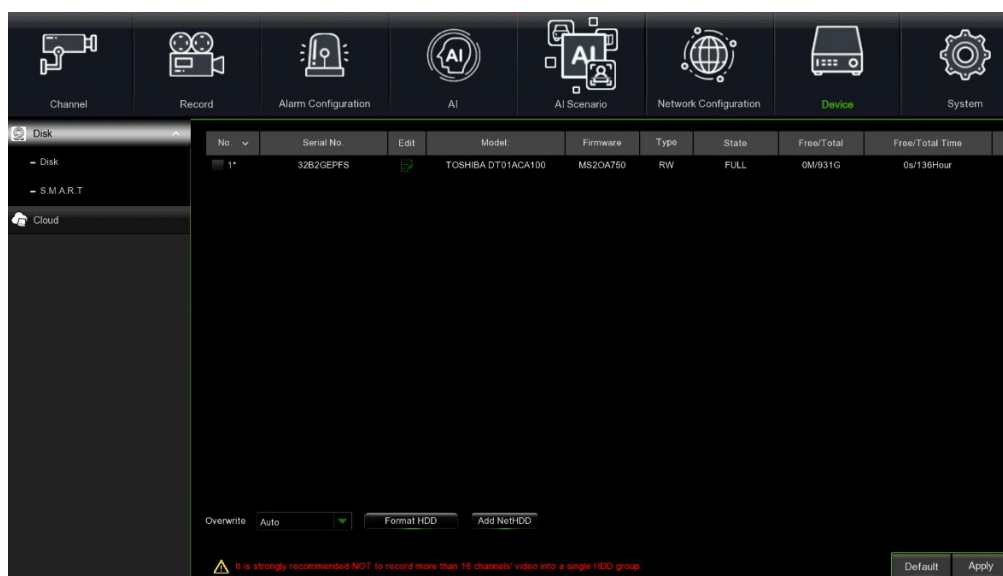 Channel Record Alarm Configuration AI AI Scenario Network Configuration Device System
Disk
Disk
S.M.A.R.T
Cloud
No. Serial No. Edit Model: Firmware Type State Free/Total Free/Total Time
1* 32B2GEPFS TOSHIBA DT01ACA100 MS2OA750 RW FULL 0M/931G 0s/136Hour
Overwrite Auto Format HDD Add NetHDD
It is strongly recommended NOT to record more than 16 channels' video into a single HDD group.
Default Apply